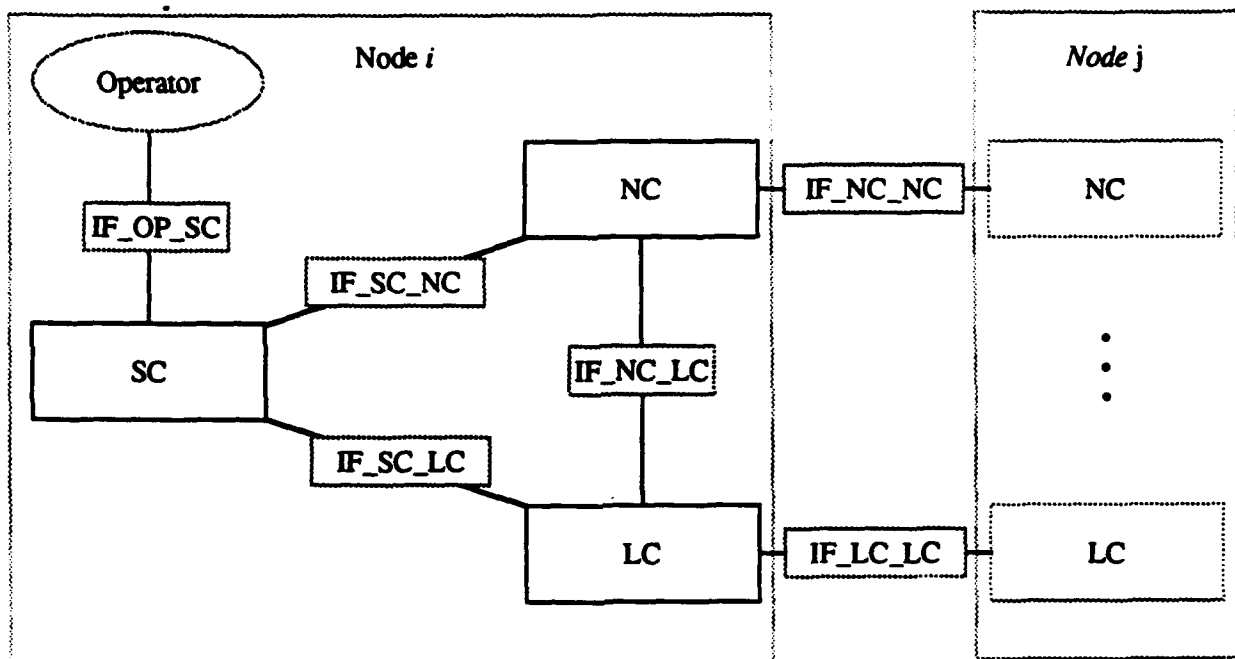 Node i
Node j
Operator
NC
IF_NC_NC
NC
IF_OP_SC
IF_SC_NC
SC
IF_NC_LC
IF_SC_LC
LC
IF_LC_LC
LC